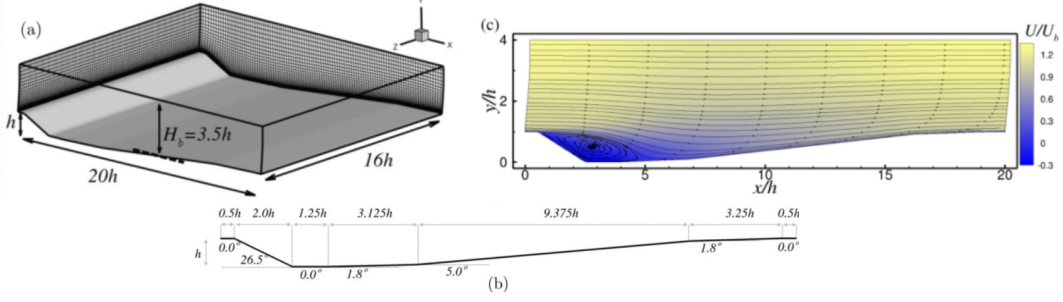 (a)
z
x
h
H_b=3.5h
20h
16h
(c)
U/U_b
y/h
4
2
0
0
5
10
15
20
x/h
1.2
0.9
0.6
0.3
0
-0.3
0.5h 2.0h 1.25h 3.125h 9.375h 3.25h 0.5h
h
0.0° 26.5° 0.0° 1.8° 5.0° 1.8° 0.0°
(b)